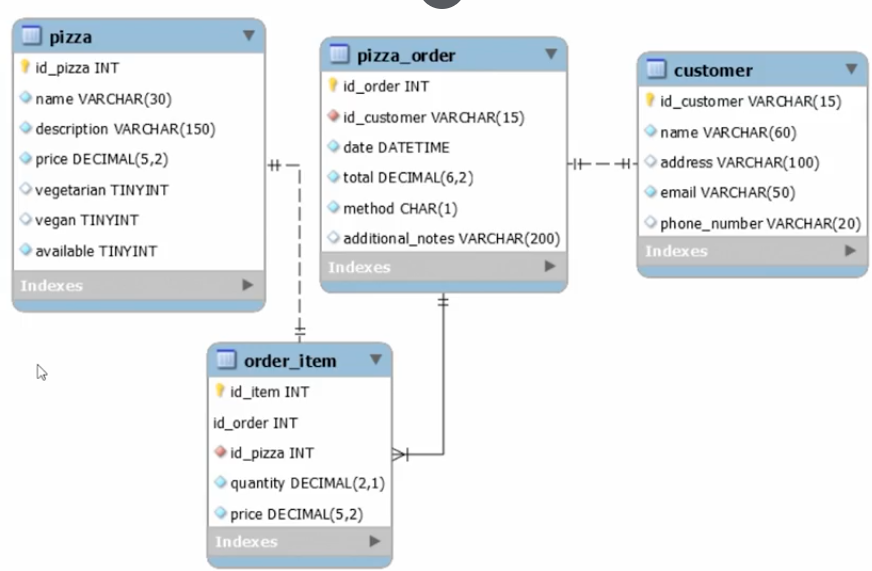 pizza
id_pizza INT
name VARCHAR(30)
description VARCHAR(150)
price DECIMAL(5,2)
vegetarian TINYINT
vegan TINYINT
available TINYINT
Indexes
pizza_order
id_order INT
id_customer VARCHAR(15)
date DATETIME
total DECIMAL(6,2)
method CHAR(1)
additional_notes VARCHAR(200)
Indexes
customer
id_customer VARCHAR(15)
name VARCHAR(60)
address VARCHAR(100)
email VARCHAR(50)
phone_number VARCHAR(20)
Indexes
order_item
id_item INT
id_order INT
id_pizza INT
quantity DECIMAL(2,1)
price DECIMAL(5,2)
Indexes